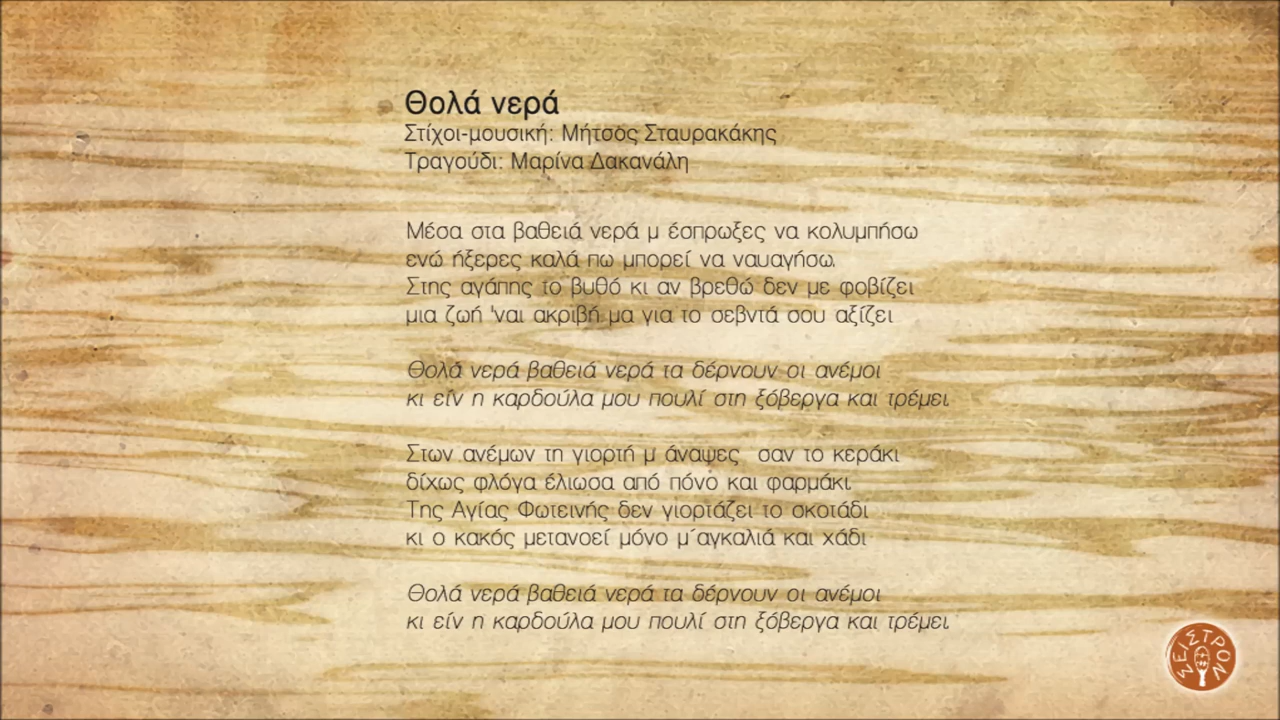 Θολά νερά
Στίχοι-μουσική: Μήτσος Σταυρακάκης
Τραγούδι: Μαρίνα Δακανάλη
Μέσα στα βαθειά νερά μ έσπρωξες να κολυμπήσω
ενώ ήξερες καλά πω μπορεί να ναυαγήσω.
Στης αγάπης το βυθό κι αν βρεθώ δεν με φοβίζει
μια ζωή 'ναι ακριβή μα για το σεβντά σου αξίζει
Θολά νερά βαθειά νερά τα δέρνουν οι ανέμοι
κι είν η καρδούλα μου πουλί στη ξόβεργα και τρέμει.
Στων ανέμων τη γιορτή μ' άναψες σαν το κεράκι
δίχως φλόγα έλιωσα από πόνο και φαρμάκι.
Της Αγίας Φωτεινής δεν γιορτάζει το σκοτάδι
κι ο κακός μετανοεί μόνο μ΄αγκαλιά και χάδι
Θολά νερά βαθειά νερά τα δέρνουν οι ανέμοι
κι είν η καρδούλα μου πουλί στη ξόβεργα και τρέμει.
ΣΕΙΣΤΡΟΝ